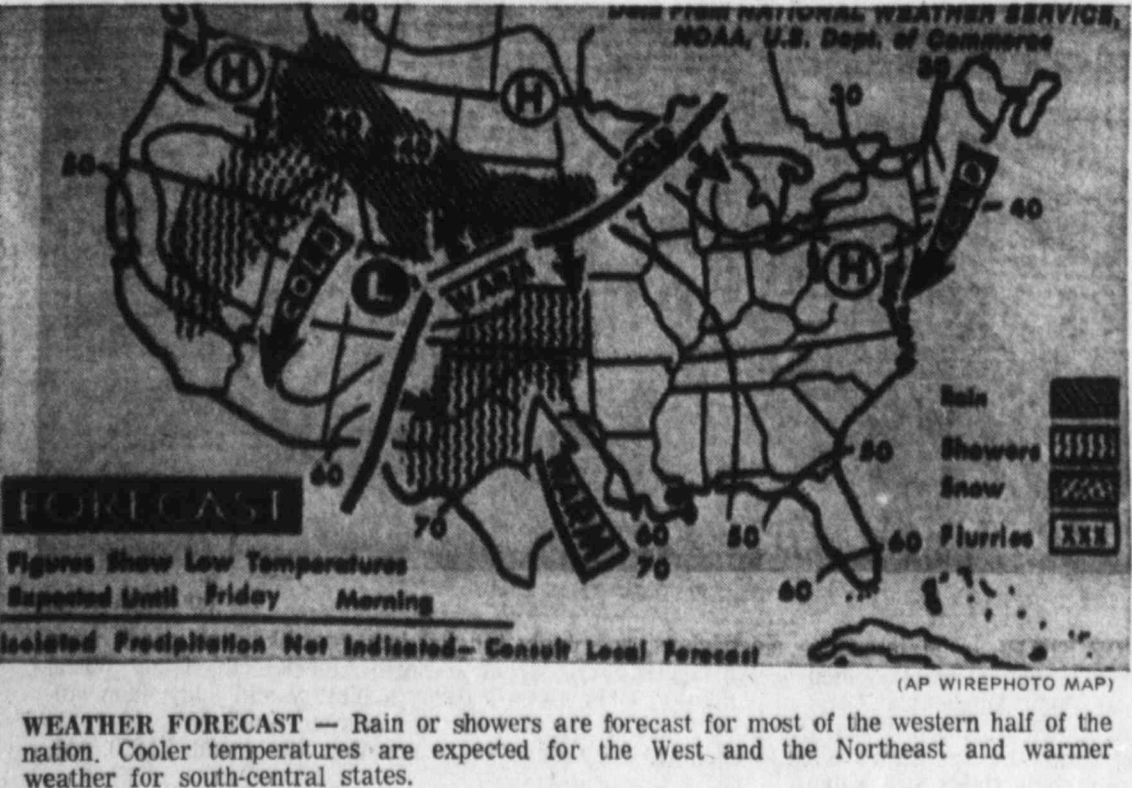 Data From NATIONAL WEATHER SERVICE,
NOAA, U.S. Dept. of Commerce
40
H
H
30
30
40
40
50
COLD
COLD
COLD
40
L
WARM
H
Rain
Showers
50
60
Snow
FORECAST
WARM
70
60
50
60
Flurries
XXX
70
60
Figures Show Low Temperatures
Expected Until Friday Morning
Isolated Precipitation Not Indicated— Consult Local Forecast
(AP WIREPHOTO MAP)
WEATHER FORECAST — Rain or showers are forecast for most of the western half of the
nation. Cooler temperatures are expected for the West and the Northeast and warmer
weather for south-central states.